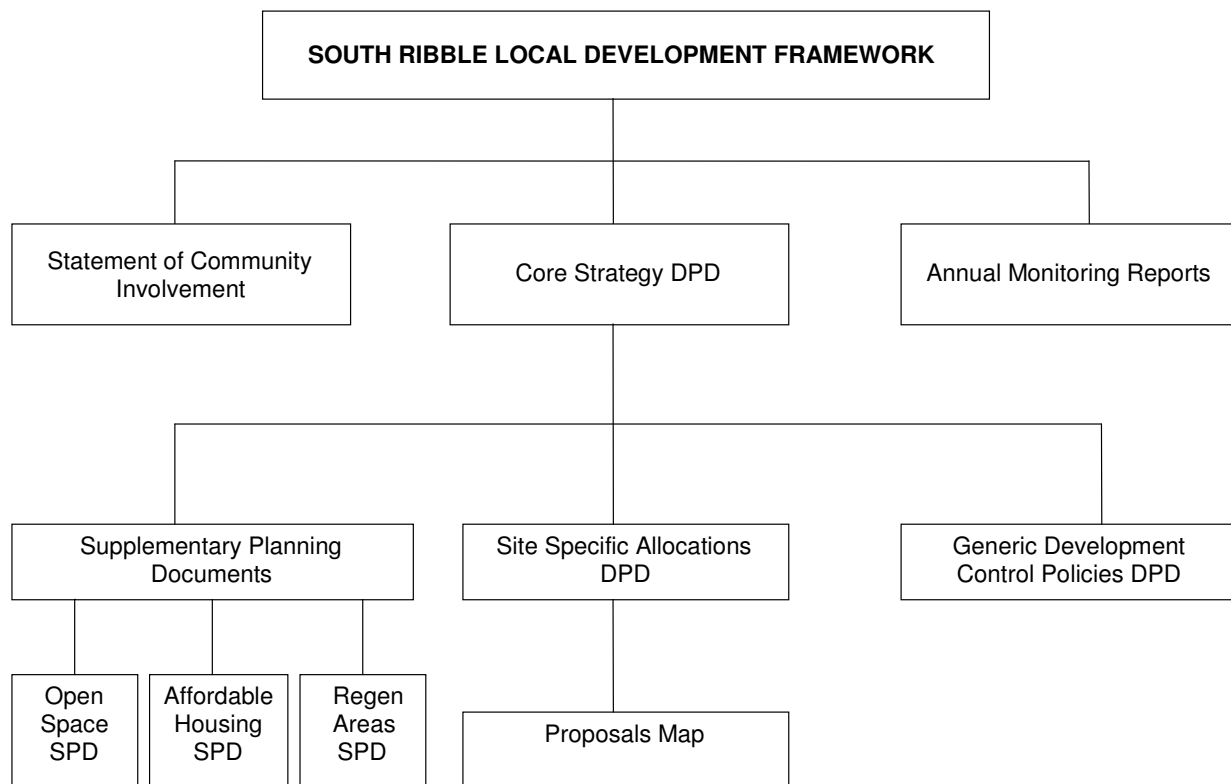 SOUTH RIBBLE LOCAL DEVELOPMENT FRAMEWORK
Statement of Community
Involvement
Core Strategy DPD
Annual Monitoring Reports
Supplementary Planning
Documents
Site Specific Allocations
DPD
Generic Development
Control Policies DPD
Open
Space
SPD
Affordable
Housing
SPD
Regen
Areas
SPD
Proposals Map